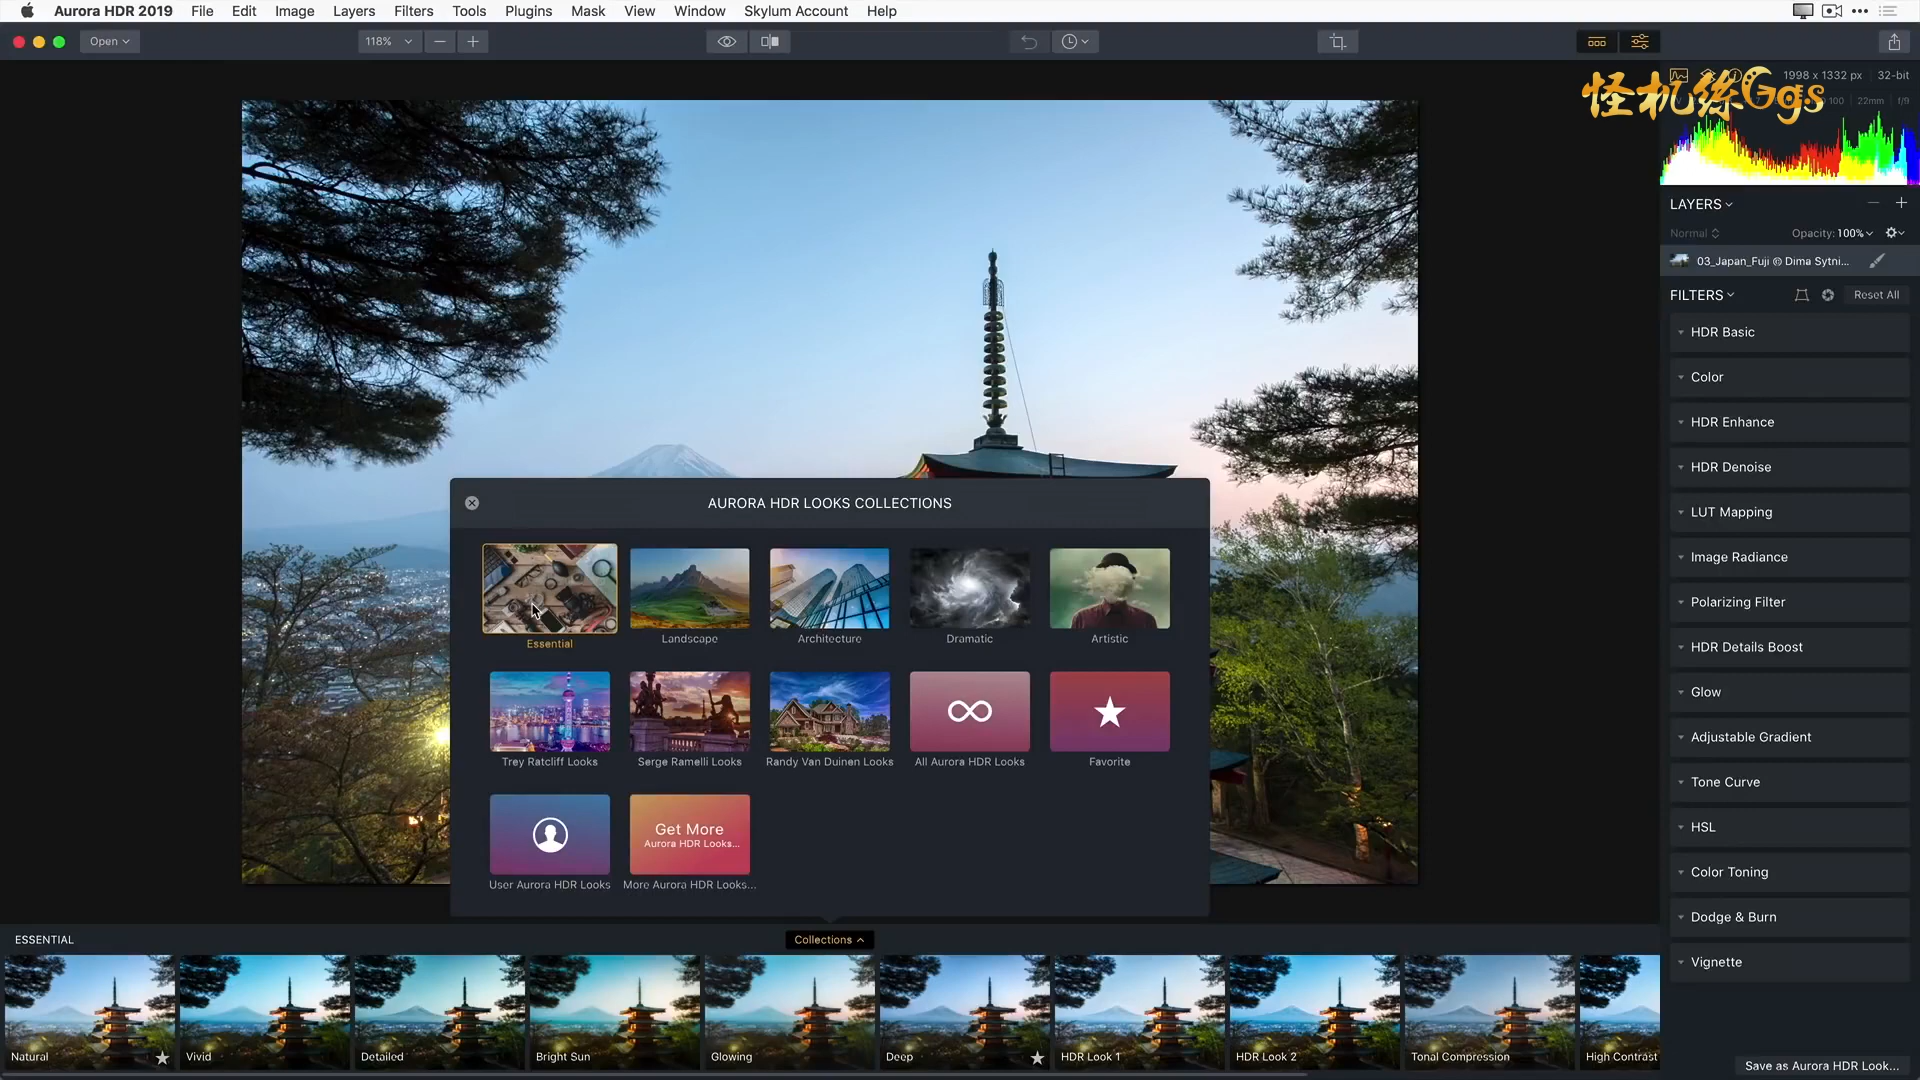 Aurora HDR 2019 File Edit Image Layers Filters Tools Plugins Mask View Window Skylum Account Help
Open 118%
1998 x 1332 px 32-bit
怪机练Ggs
22mm f/9
LAYERS
Normal Opacity: 100%
03_Japan_Fuji © Dima Sytni...
FILTERS Reset All
HDR Basic
Color
HDR Enhance
HDR Denoise
LUT Mapping
Image Radiance
Polarizing Filter
HDR Details Boost
Glow
Adjustable Gradient
Tone Curve
HSL
Color Toning
Dodge & Burn
Vignette
Save as Aurora HDR Look...
AURORA HDR LOOKS COLLECTIONS
Essential Landscape Architecture Dramatic Artistic
Trey Ratcliff Looks Serge Ramelli Looks Randy Van Duinen Looks All Aurora HDR Looks Favorite
Get More
Aurora HDR Looks...
User Aurora HDR Looks More Aurora HDR Looks...
ESSENTIAL Collections
Natural Vivid Detailed Bright Sun Glowing Deep HDR Look 1 HDR Look 2 Tonal Compression High Contrast